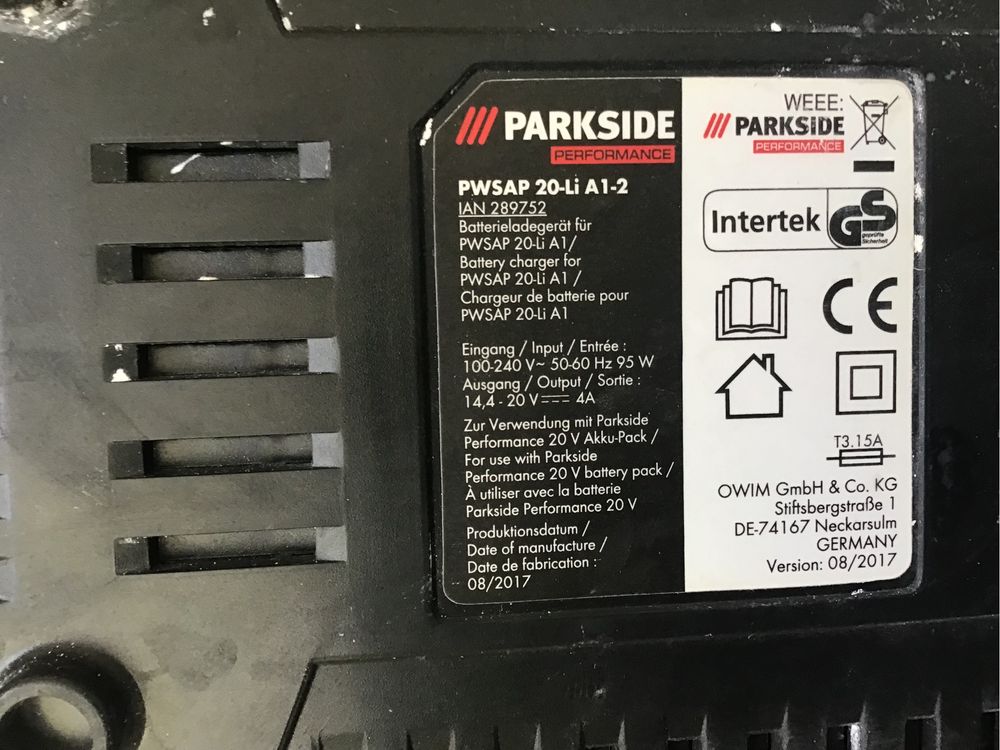 PARKSIDE
PERFORMANCE
PWSAP 20-Li A1-2
IAN 289752
Batterieladegerät für
PWSAP 20-Li A1/
Battery charger for
PWSAP 20-Li A1 /
Chargeur de batterie pour
PWSAP 20-Li A1
Eingang / Input / Entrée :
100-240 V~ 50-60 Hz 95 W
Ausgang / Output / Sortie :
14,4 - 20 V⎓ 4A
Zur Verwendung mit Parkside
Performance 20 V Akku-Pack /
For use with Parkside
Performance 20 V battery pack /
À utiliser avec la batterie
Parkside Performance 20 V
Produktionsdatum /
Date of manufacture /
Date de fabrication :
08/2017
WEEE:
PARKSIDE
PERFORMANCE
Intertek
GS
geprüfte
Sicherheit
CE
T3.15A
OWIM GmbH & Co. KG
Stiftsbergstraße 1
DE-74167 Neckarsulm
GERMANY
Version: 08/2017